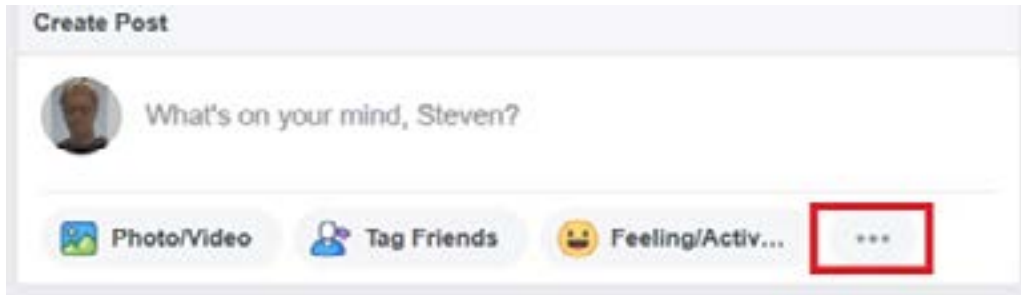 Create Post
What's on your mind, Steven?
Photo/Video Tag Friends Feeling/Activ... ...